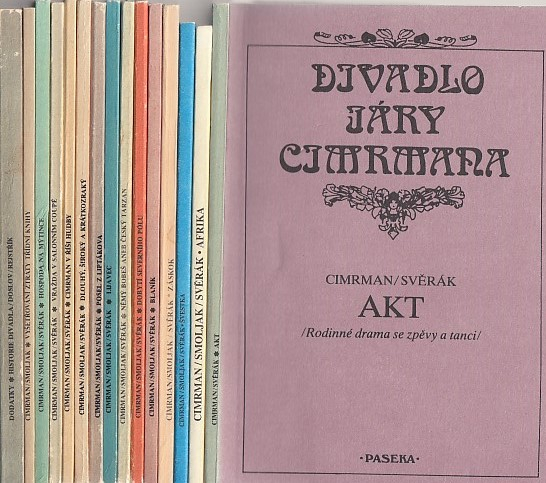 DODATKY * HISTORIE DIVADLA / DOSLOV / REJSTŘÍK
CIMRMAN / SMOLJAK * VYŠETŘOVÁNÍ ZTRÁTY TŘÍDNÍ KNIHY
CIMRMAN / SMOLJAK / SVĚRÁK * HOSPODA NA MÝTINCE
CIMRMAN / SMOLJAK / SVĚRÁK * VRAŽDA V SALONNÍM COUPÉ
CIMRMAN / SMOLJAK / SVĚRÁK * CIMRMAN V ŘÍŠI HUDBY
CIMRMAN / SMOLJAK / SVĚRÁK * DLOUHÝ, ŠIROKÝ A KRÁTKOZRAKÝ
CIMRMAN / SMOLJAK / SVĚRÁK * POSEL Z LIPTÁKOVA
CIMRMAN / SMOLJAK / SVĚRÁK * LIJAVEC
CIMRMAN / SMOLJAK / SVĚRÁK * NĚMÝ BOBEŠ ANEB ČESKÝ TARZAN
CIMRMAN / SMOLJAK / SVĚRÁK * DOBYTÍ SEVERNÍHO PÓLU
CIMRMAN / SMOLJAK / SVĚRÁK * BLANÍK
CIMRMAN / SMOLJAK / SVĚRÁK * ZÁSKOK
CIMRMAN / SMOLJAK / SVĚRÁK * ŠVESTKA
CIMRMAN / SMOLJAK / SVĚRÁK * AFRIKA
CIMRMAN / SVĚRÁK * AKT
DIVADLO
JÁRY
CIMRMANA
CIMRMAN / SVĚRÁK
AKT
/Rodinné drama se zpěvy a tanci/
· PASEKA ·